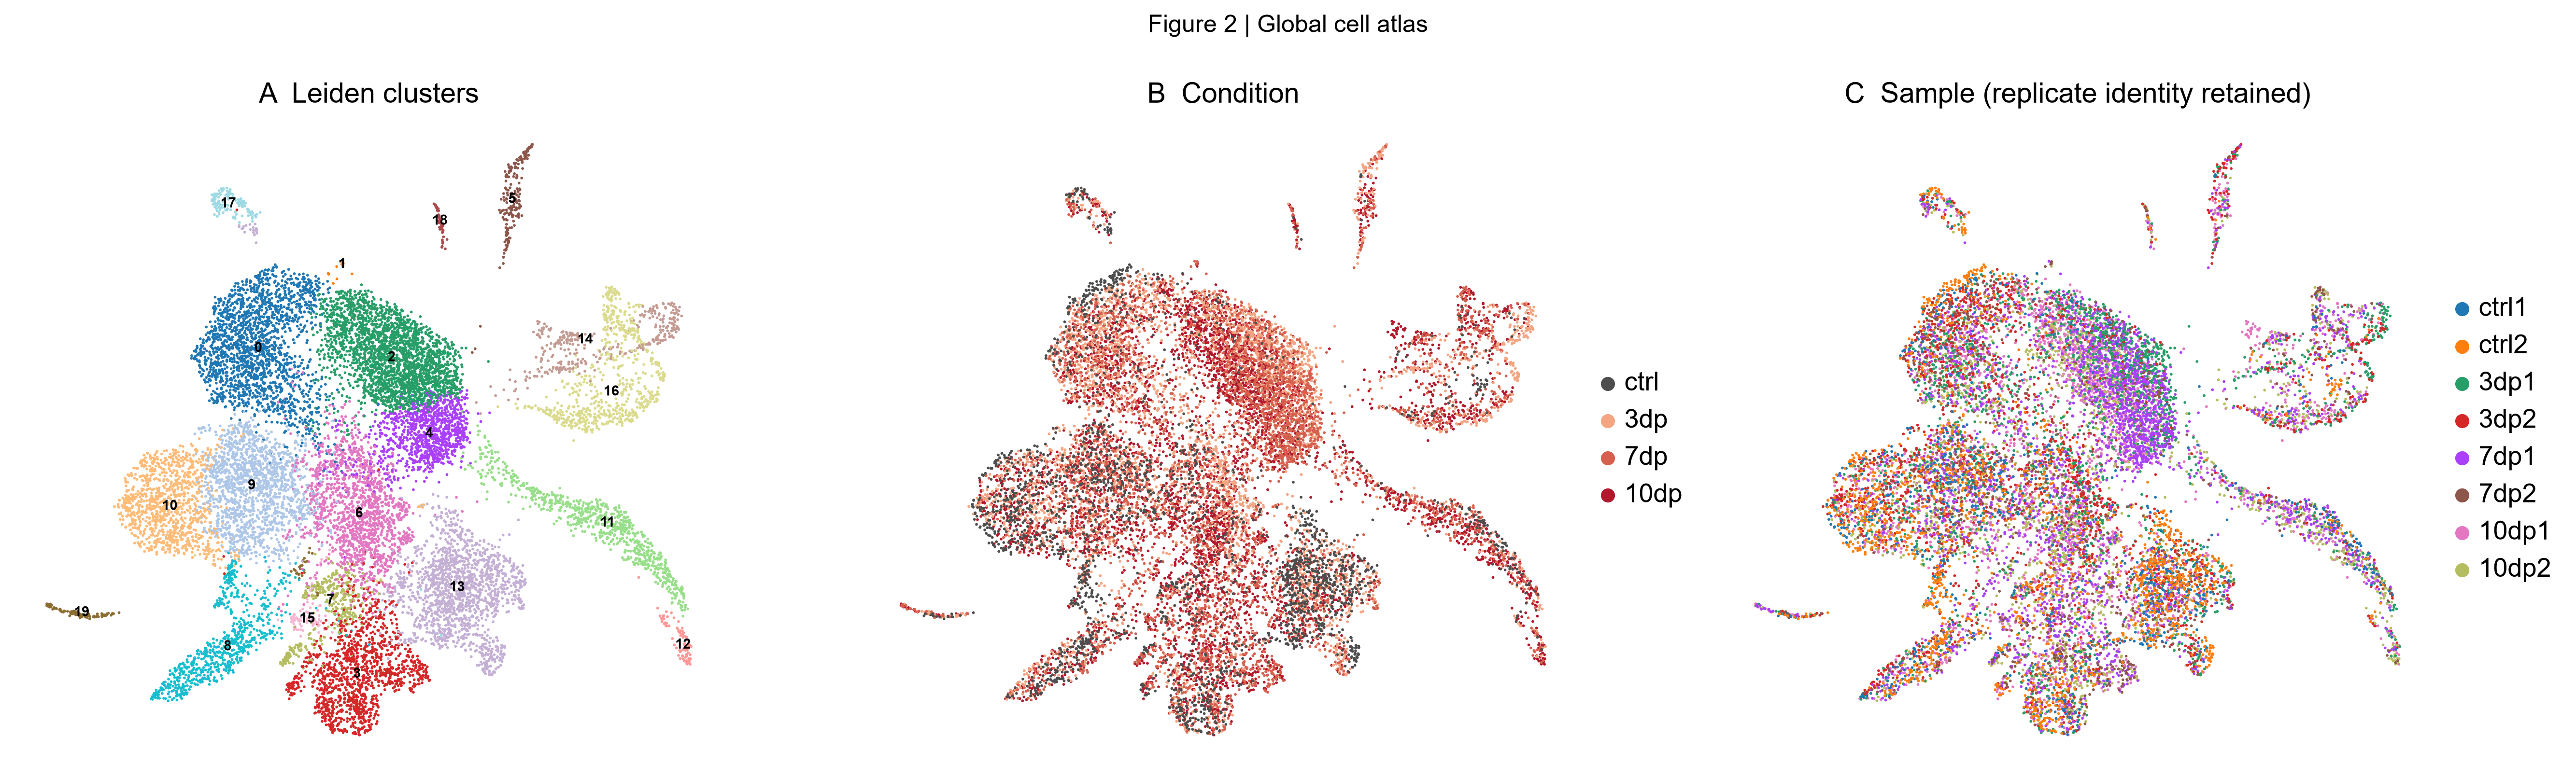 Figure 2 | Global cell atlas
A  Leiden clusters
17
18
5
1
0
2
14
16
4
9
10
6
11
13
7
15
19
8
3
12
B  Condition
ctrl
3dp
7dp
10dp
C  Sample (replicate identity retained)
ctrl1
ctrl2
3dp1
3dp2
7dp1
7dp2
10dp1
10dp2